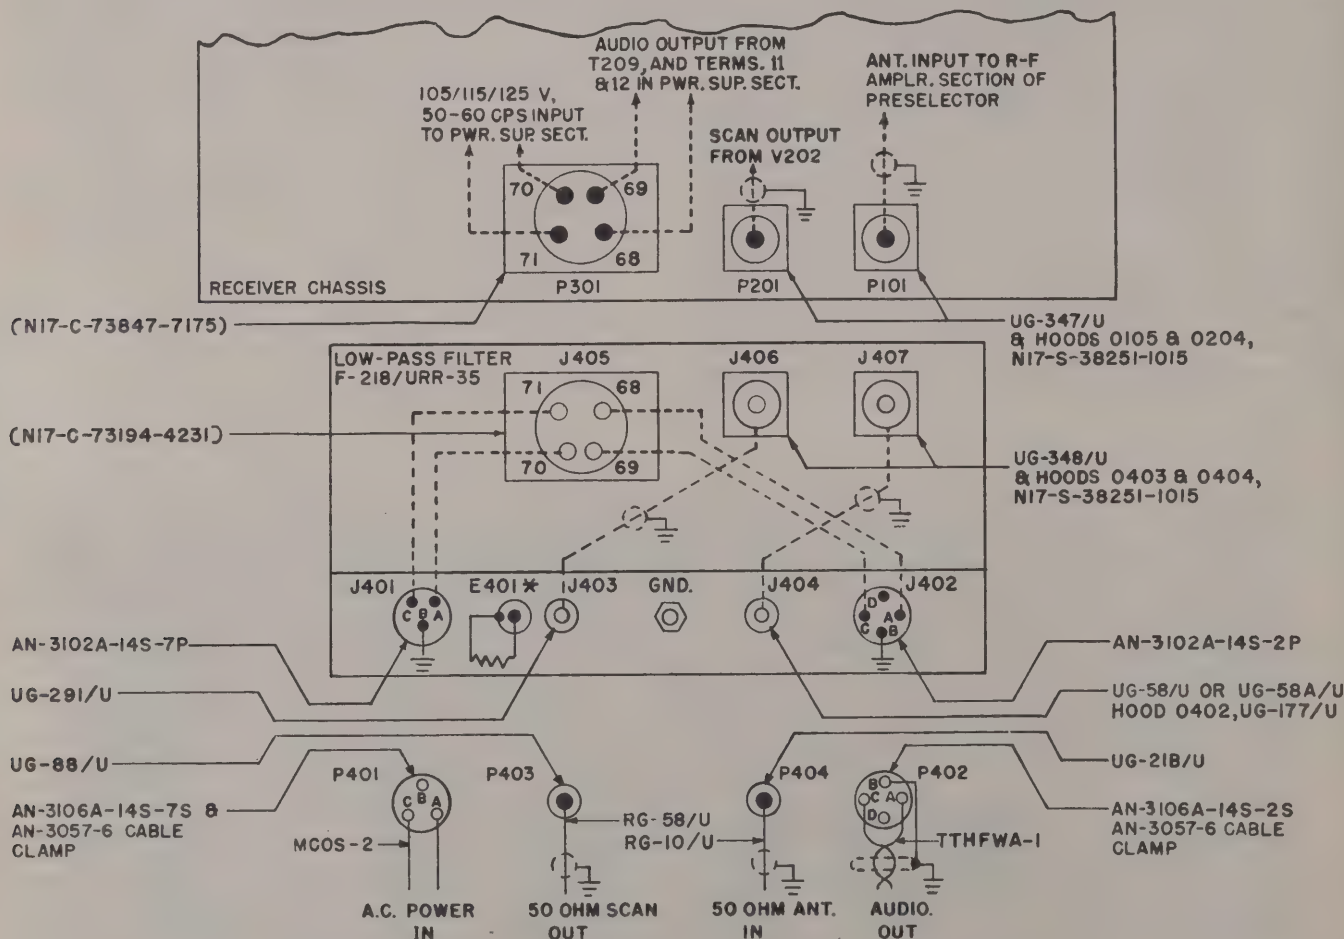 AUDIO OUTPUT FROM
T209, AND TERMS. 11
& 12 IN PWR. SUP. SECT.
ANT. INPUT TO R-F
AMPLR. SECTION OF
PRESELECTOR
105/115/125 V,
50-60 CPS INPUT
TO PWR. SUP. SECT.
SCAN OUTPUT
FROM V202
70
69
71
68
RECEIVER CHASSIS
P301
P201
P101
(N17-C-73847-7175)
UG-347/U
& HOODS 0105 & 0204,
N17-S-38251-1015
LOW-PASS FILTER
F-218/URR-35
J405
J406
J407
71
68
70
69
(N17-C-73194-4231)
UG-348/U
& HOODS 0403 & 0404,
N17-S-38251-1015
J401
E401 *
J403
GND.
J404
J402
C B A
D
C A B
AN-3102A-14S-7P
AN-3102A-14S-2P
UG-291/U
UG-58/U OR UG-58A/U
HOOD 0402, UG-177/U
UG-88/U
UG-21B/U
P401
P403
P404
P402
C B A
B
C A
D
AN-3106A-14S-7S &
AN-3057-6 CABLE
CLAMP
AN-3106A-14S-2S
AN-3057-6 CABLE
CLAMP
MCOS-2
RG-58/U
RG-10/U
TTHFWA-1
A.C. POWER
IN
50 OHM SCAN
OUT
50 OHM ANT.
IN
AUDIO.
OUT